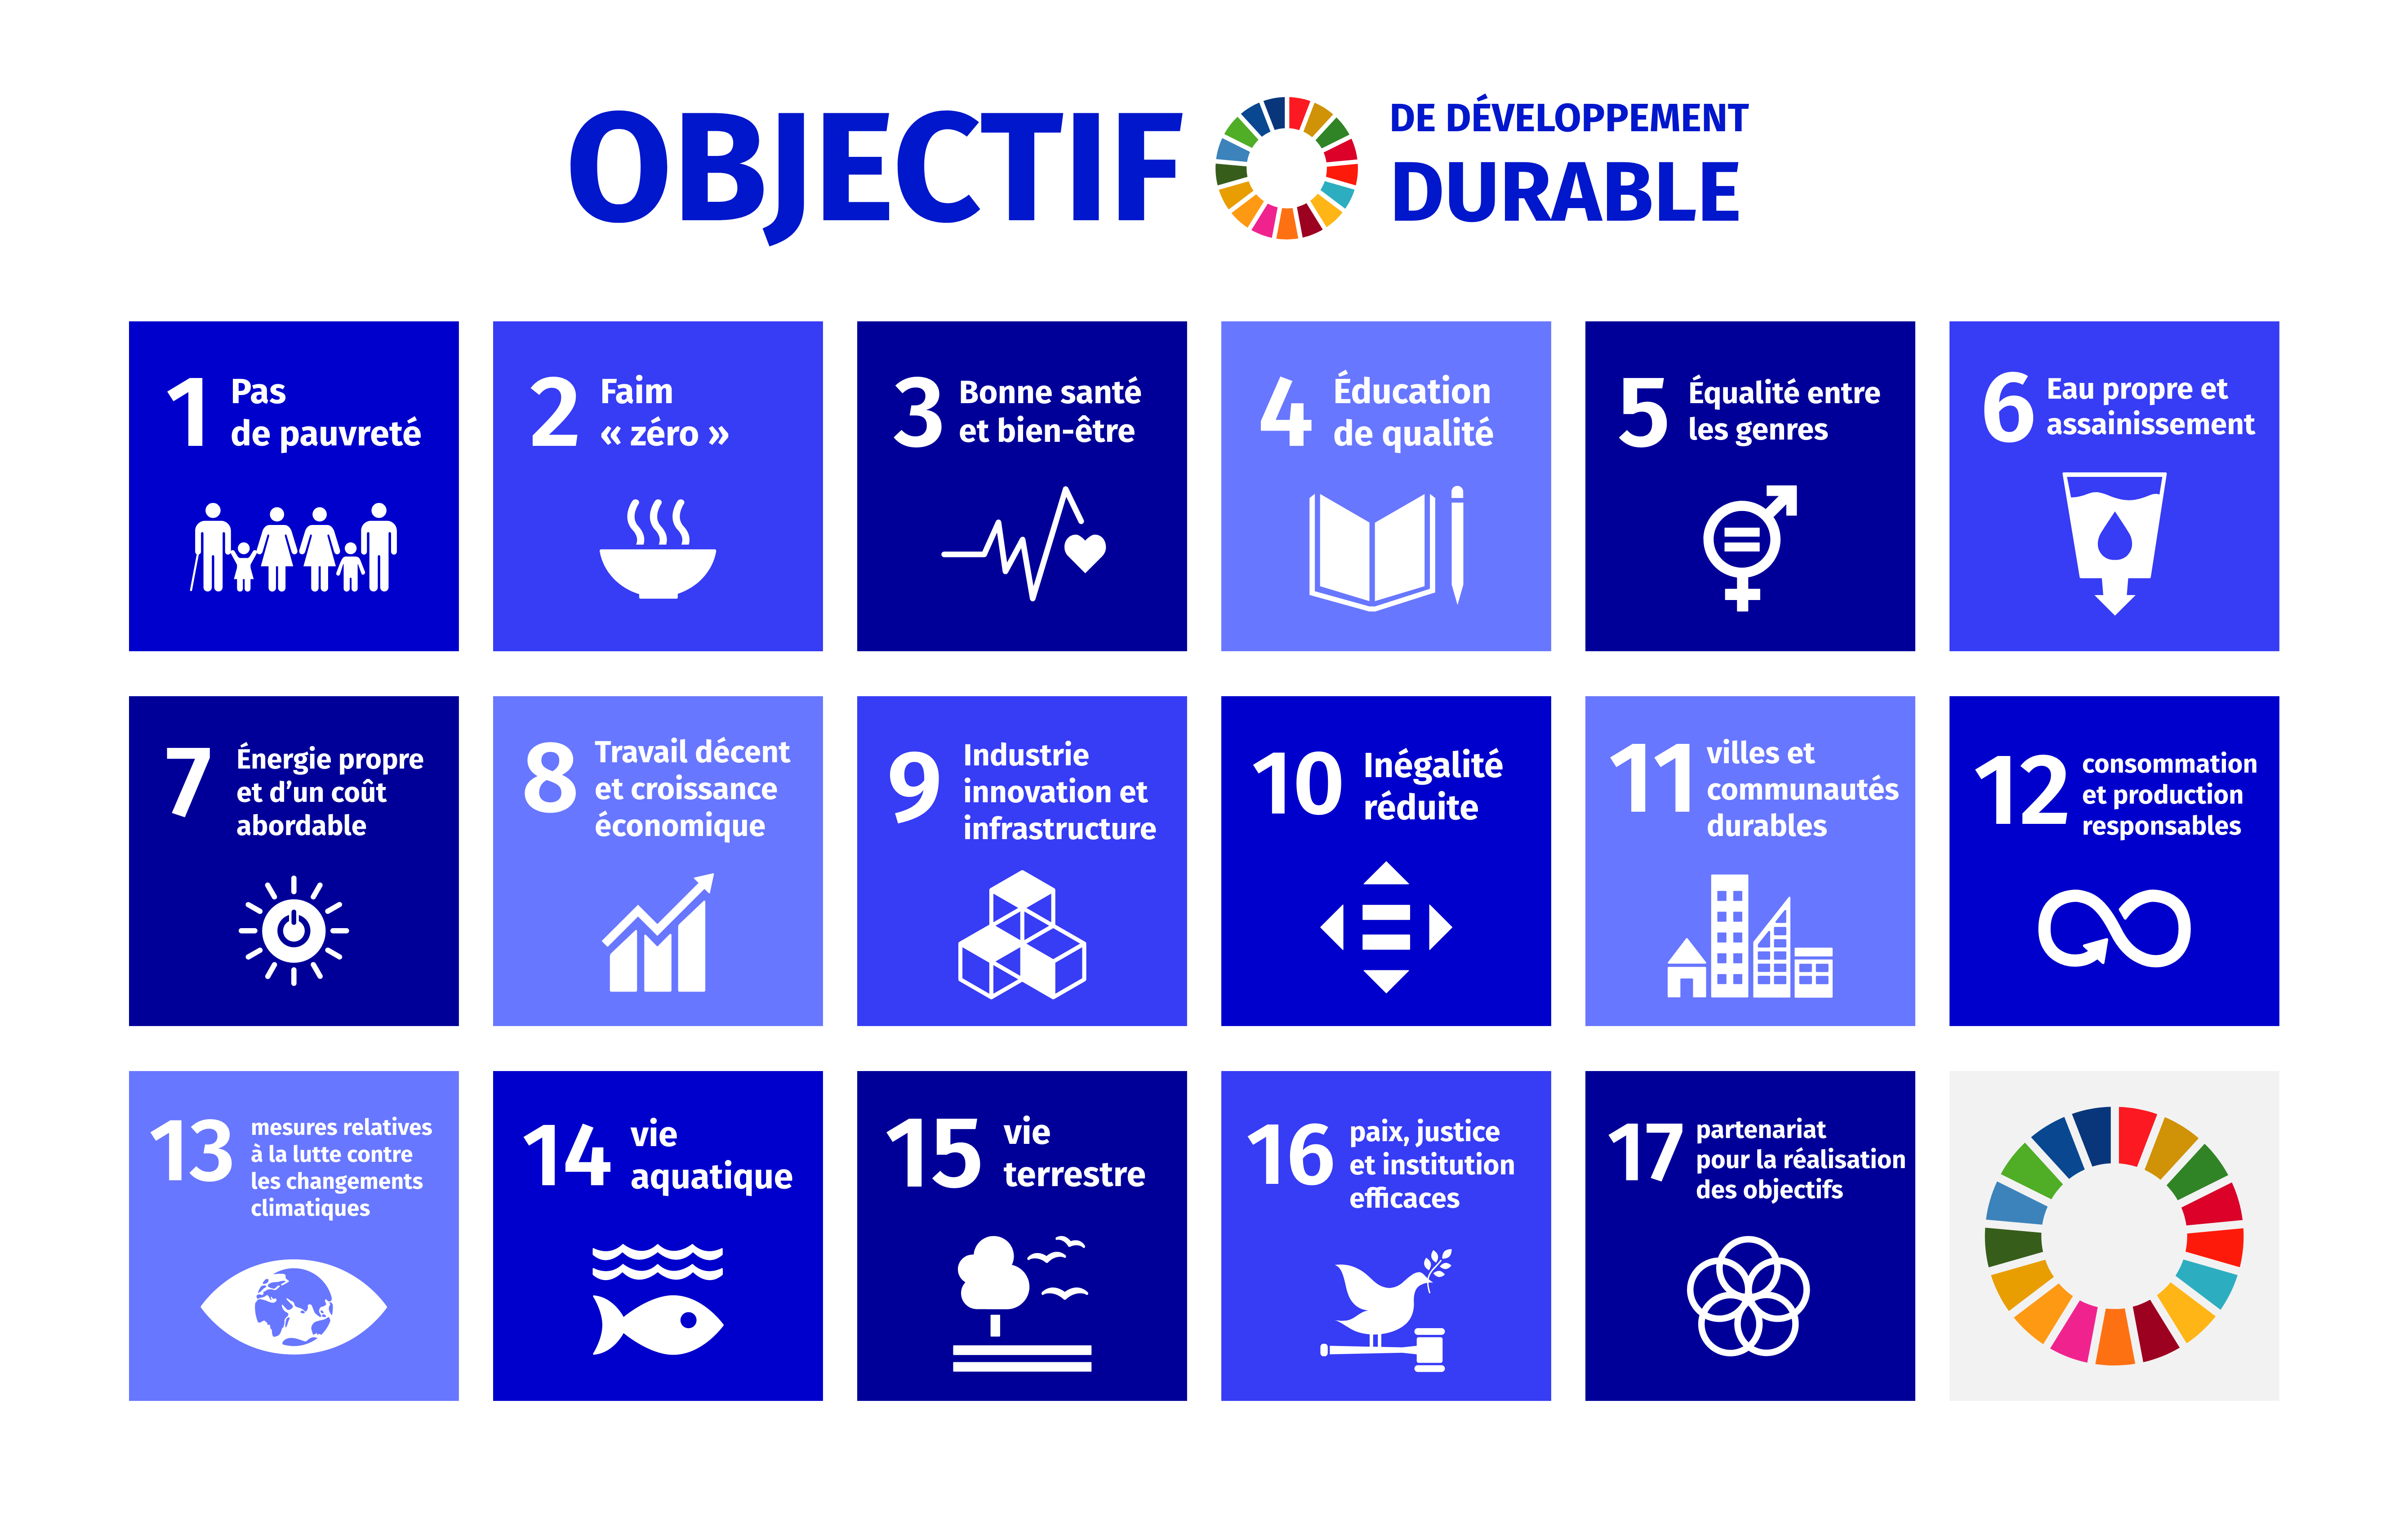 OBJECTIF
DE DÉVELOPPEMENT
DURABLE
1 Pas
de pauvreté
2 Faim
« zéro »
3 Bonne santé
et bien-être
4 Éducation
de qualité
5 Équalité entre
les genres
6 Eau propre et
assainissement
7 Énergie propre
et d’un coût
abordable
8 Travail décent
et croissance
économique
9 Industrie
innovation et
infrastructure
10 Inégalité
réduite
11 villes et
communautés
durables
12 consommation
et production
responsables
13 mesures relatives
à la lutte contre
les changements
climatiques
14 vie
aquatique
15 vie
terrestre
16 paix, justice
et institution
efficaces
17 partenariat
pour la réalisation
des objectifs